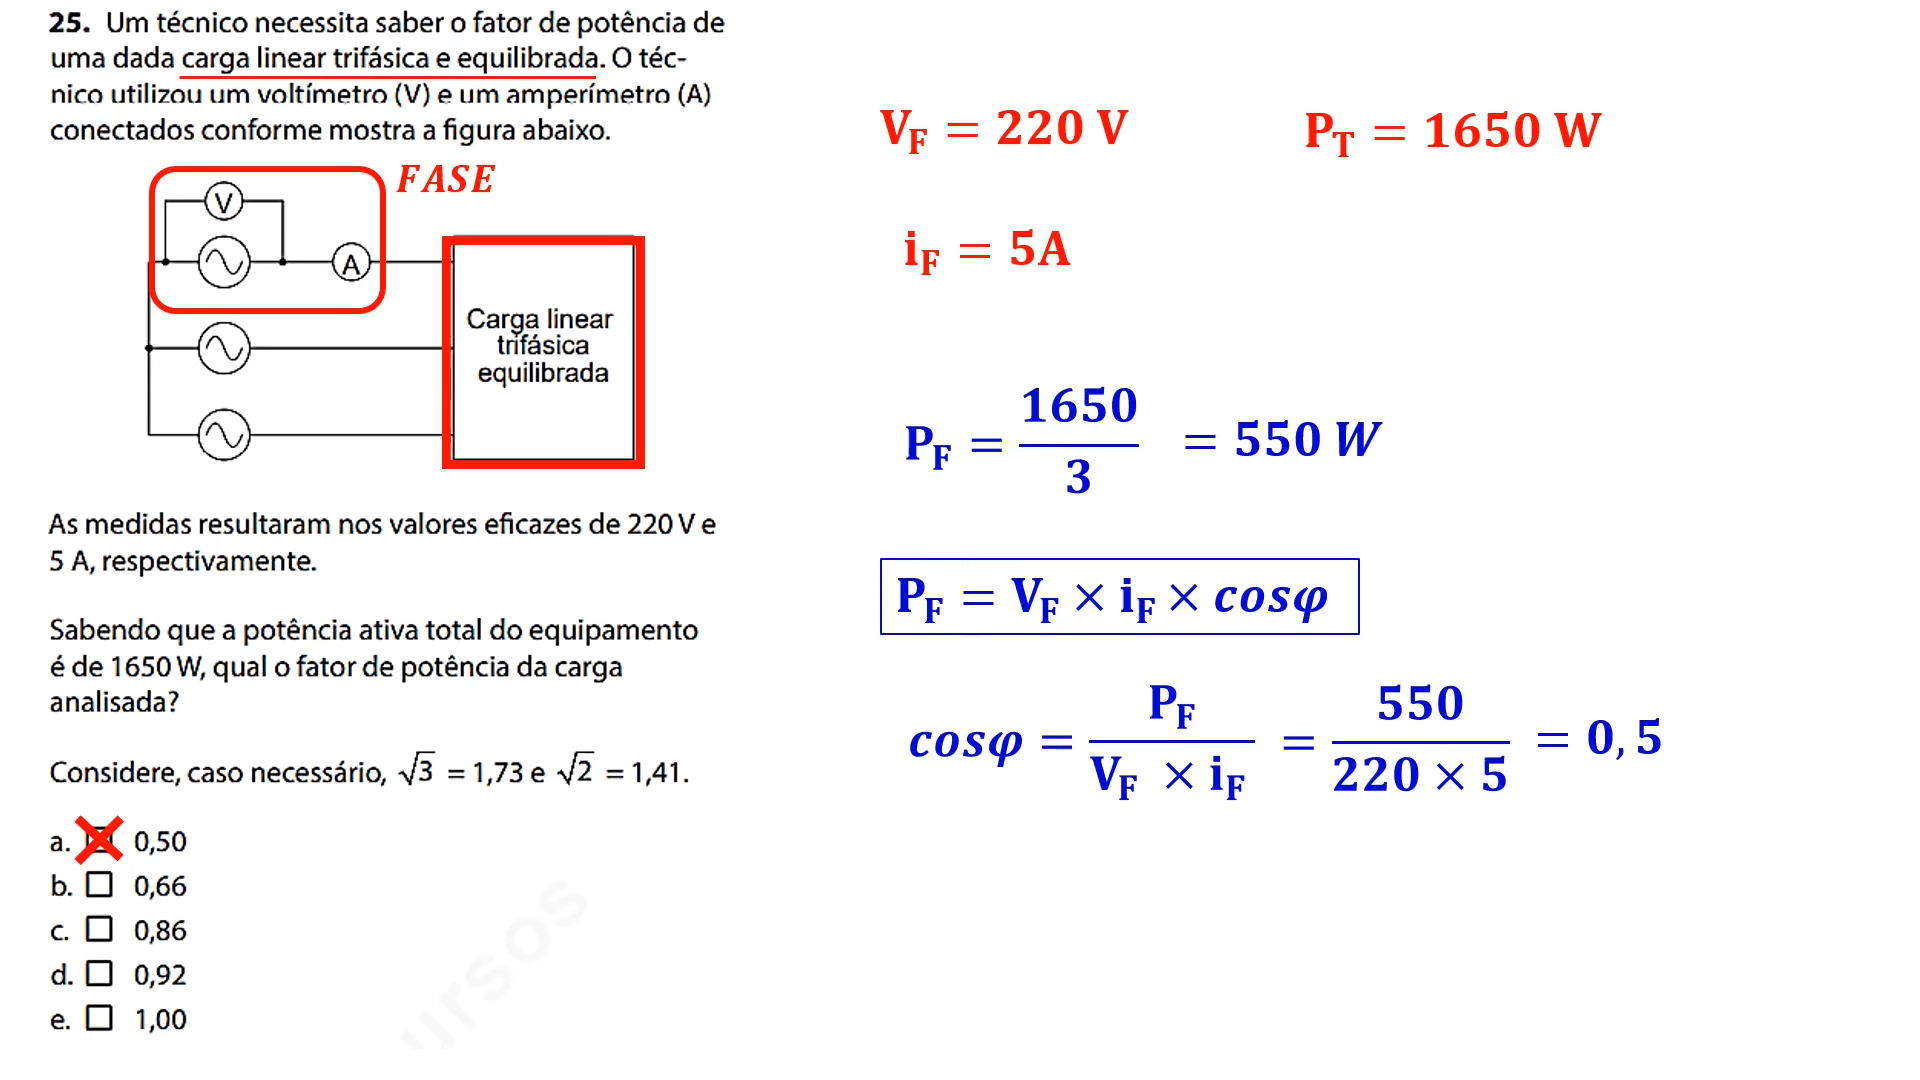 25. Um técnico necessita saber o fator de potência de
uma dada carga linear trifásica e equilibrada. O téc-
nico utilizou um voltímetro (V) e um amperímetro (A)
conectados conforme mostra a figura abaixo.
FASE
V
A
Carga linear
trifásica
equilibrada
As medidas resultaram nos valores eficazes de 220 V e
5 A, respectivamente.
Sabendo que a potência ativa total do equipamento
é de 1650 W, qual o fator de potência da carga
analisada?
Considere, caso necessário, √3 = 1,73 e √2 = 1,41.
a. 0,50
b. 0,66
c. 0,86
d. 0,92
e. 1,00
V_F = 220 V
P_T = 1650 W
i_F = 5A
P_F = 1650/3 = 550 W
P_F = V_F × i_F × cosφ
cosφ = P_F / (V_F × i_F) = 550 / (220 × 5) = 0,5
ursos